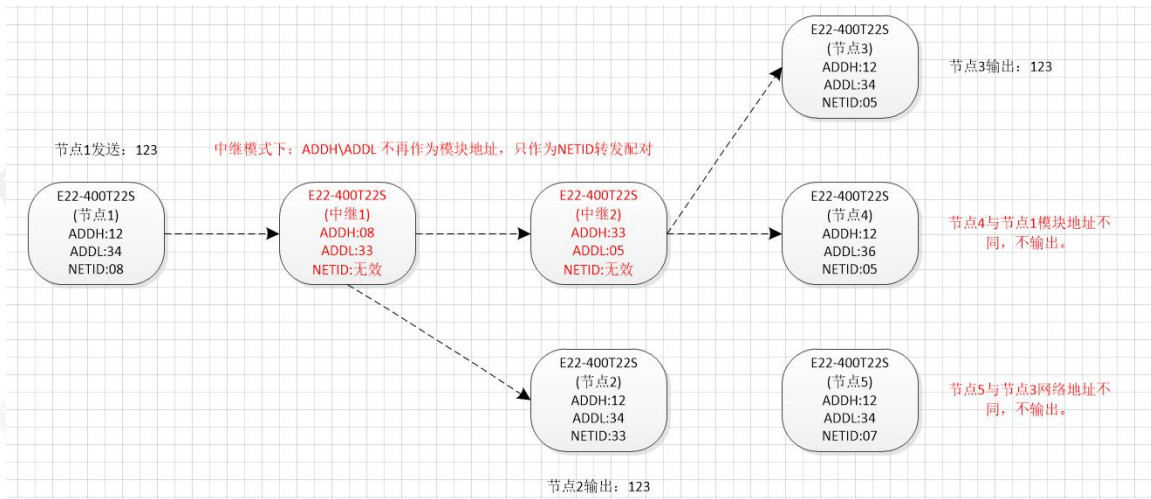 E22-400T22S
(节点3)
ADDH:12
ADDL:34
NETID:05
节点3输出：123
节点1发送：123
中继模式下：ADDH\ADDL 不再作为模块地址，只作为NETID转发配对
E22-400T22S
(节点1)
ADDH:12
ADDL:34
NETID:08
E22-400T22S
(中继1)
ADDH:08
ADDL:33
NETID:无效
E22-400T22S
(中继2)
ADDH:33
ADDL:05
NETID:无效
E22-400T22S
(节点4)
ADDH:12
ADDL:36
NETID:05
节点4与节点1模块地址不
同，不输出。
E22-400T22S
(节点2)
ADDH:12
ADDL:34
NETID:33
E22-400T22S
(节点5)
ADDH:12
ADDL:34
NETID:07
节点5与节点3网络地址不
同，不输出。
节点2输出：123